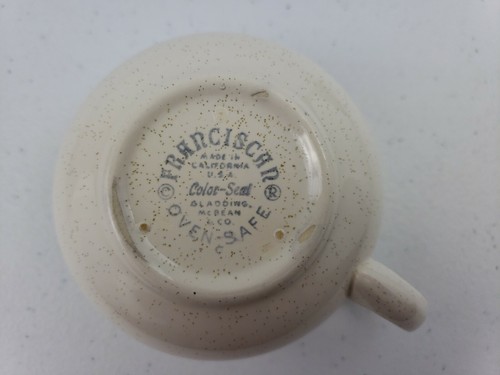 © FRANCISCAN ®
MADE IN
CALIFORNIA
U.S.A.
Color-Seal
GLADDING,
McBEAN
& CO.
OVEN-SAFE
C